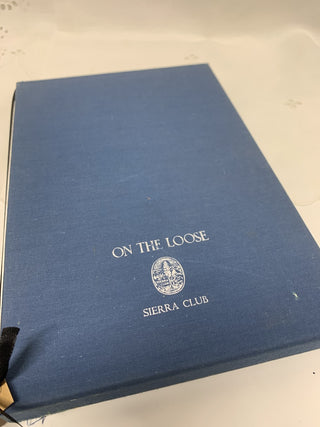 ON THE LOOSE
SIERRA CLUB